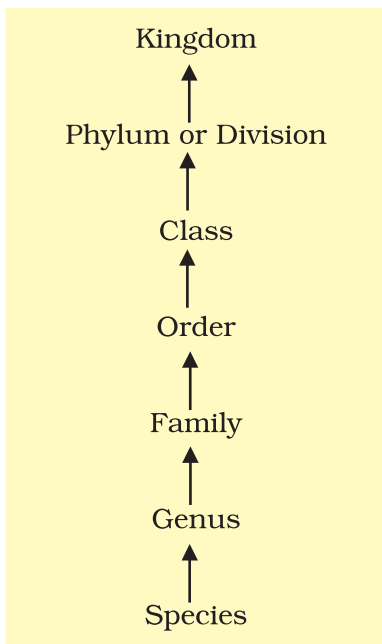 Kingdom
Phylum or Division
Class
Order
Family
Genus
Species